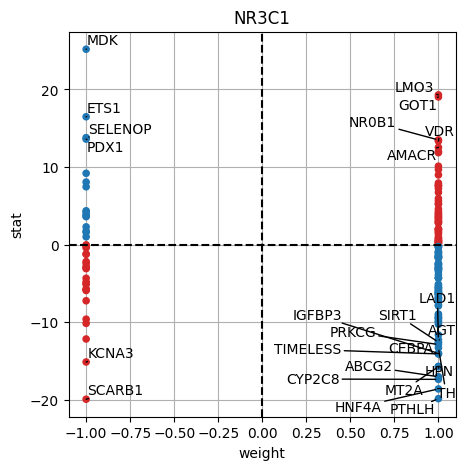 NR3C1
MDK
LMO3
GOT1
ETS1
NR0B1
SELENOP
VDR
PDX1
AMACR
LAD1
IGFBP3
SIRT1
PRKCG
AGT
TIMELESS
CEBPA
KCNA3
ABCG2
HPN
CYP2C8
SCARB1
MT2A
TH
HNF4A
PTHLH
20
10
0
−10
−20
stat
−1.00
−0.75
−0.50
−0.25
0.00
0.25
0.50
0.75
1.00
weight